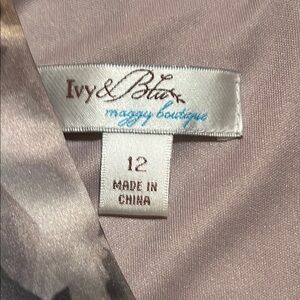 Ivy & Blu
maggy boutique
12
MADE IN
CHINA